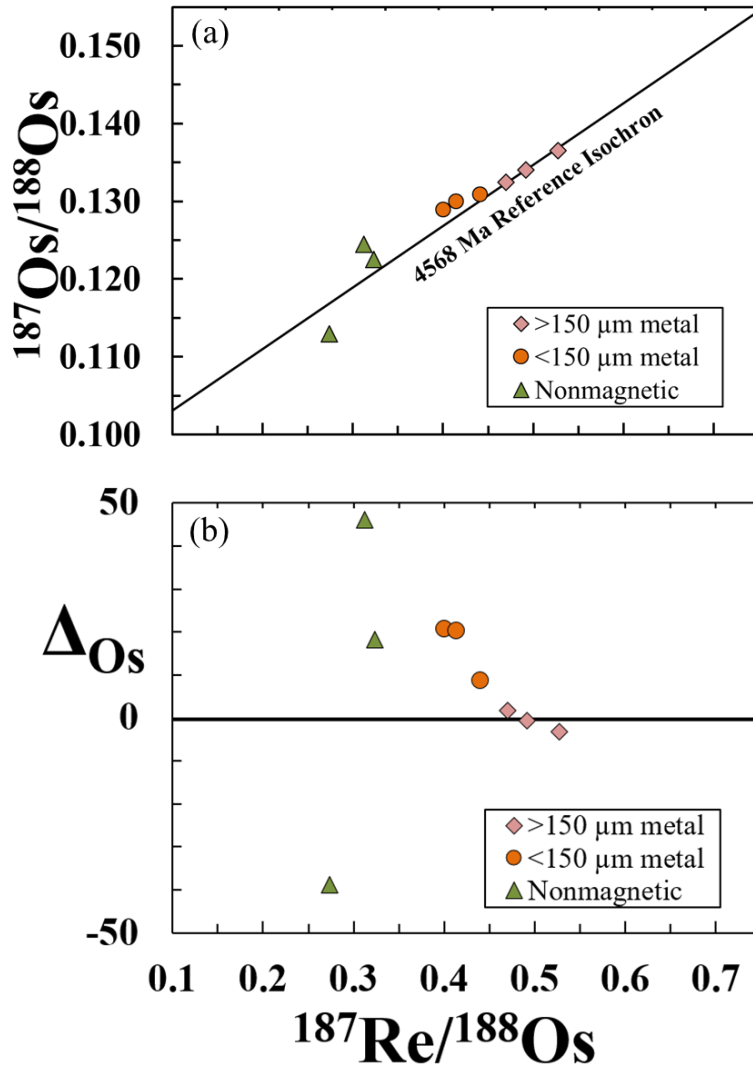 (a)
0.150
0.140
0.130
0.120
0.110
0.100
¹⁸⁷Os/¹⁸⁸Os
4568 Ma Reference Isochron
>150 µm metal
<150 µm metal
Nonmagnetic
(b)
50
0
-50
Δ_Os
>150 µm metal
<150 µm metal
Nonmagnetic
0.1 0.2 0.3 0.4 0.5 0.6 0.7
¹⁸⁷Re/¹⁸⁸Os